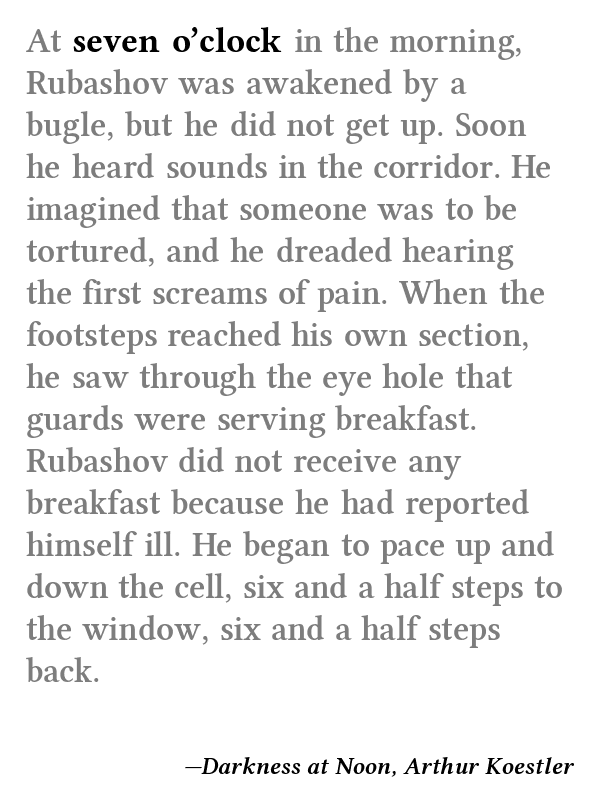 At seven o’clock in the morning,
Rubashov was awakened by a
bugle, but he did not get up. Soon
he heard sounds in the corridor. He
imagined that someone was to be
tortured, and he dreaded hearing
the first screams of pain. When the
footsteps reached his own section,
he saw through the eye hole that
guards were serving breakfast.
Rubashov did not receive any
breakfast because he had reported
himself ill. He began to pace up and
down the cell, six and a half steps to
the window, six and a half steps
back.
—Darkness at Noon, Arthur Koestler